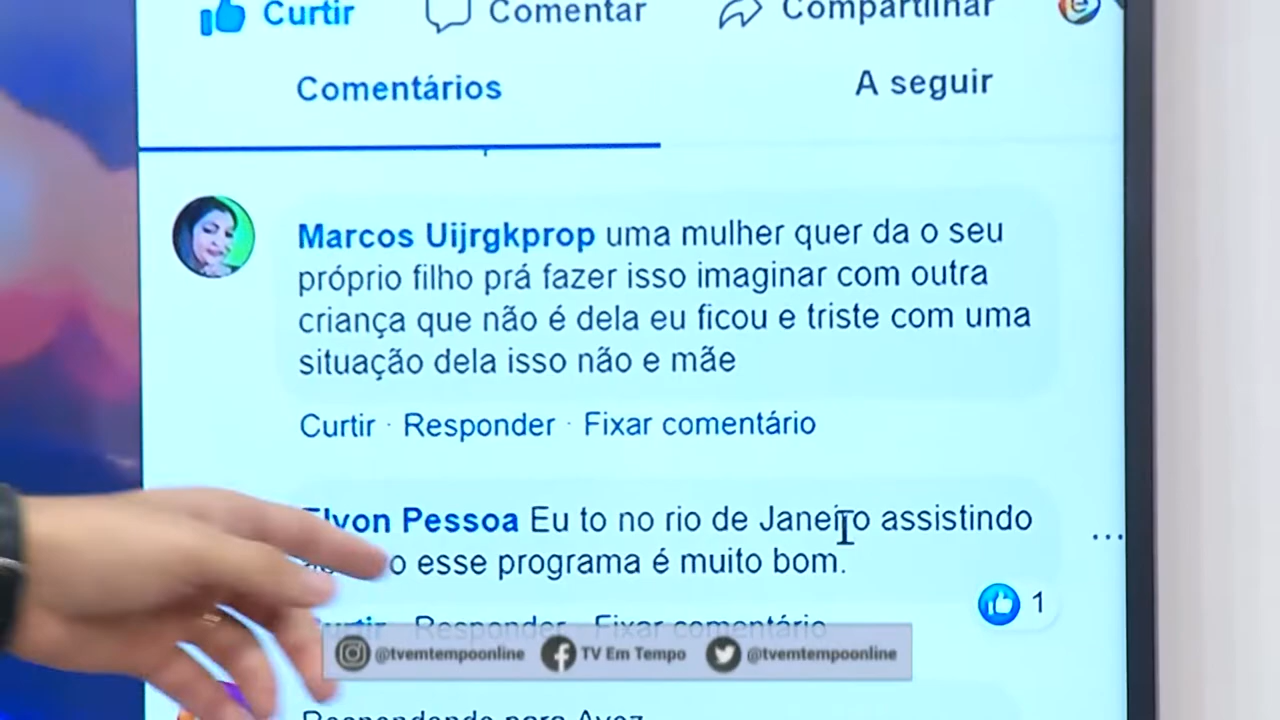 Curtir Comentar Compartilhar
Comentários A seguir
Marcos Uijrgkprop uma mulher quer da o seu
próprio filho prá fazer isso imaginar com outra
criança que não é dela eu ficou e triste com uma
situação dela isso não e mãe
Curtir · Responder · Fixar comentário
Elvon Pessoa Eu to no rio de Janeiro assistindo
o esse programa é muito bom.
1
Curtir Responder Fixar comentário
@tvemtempoonline TV Em Tempo @tvemtempoonline
Respondendo para Avoz